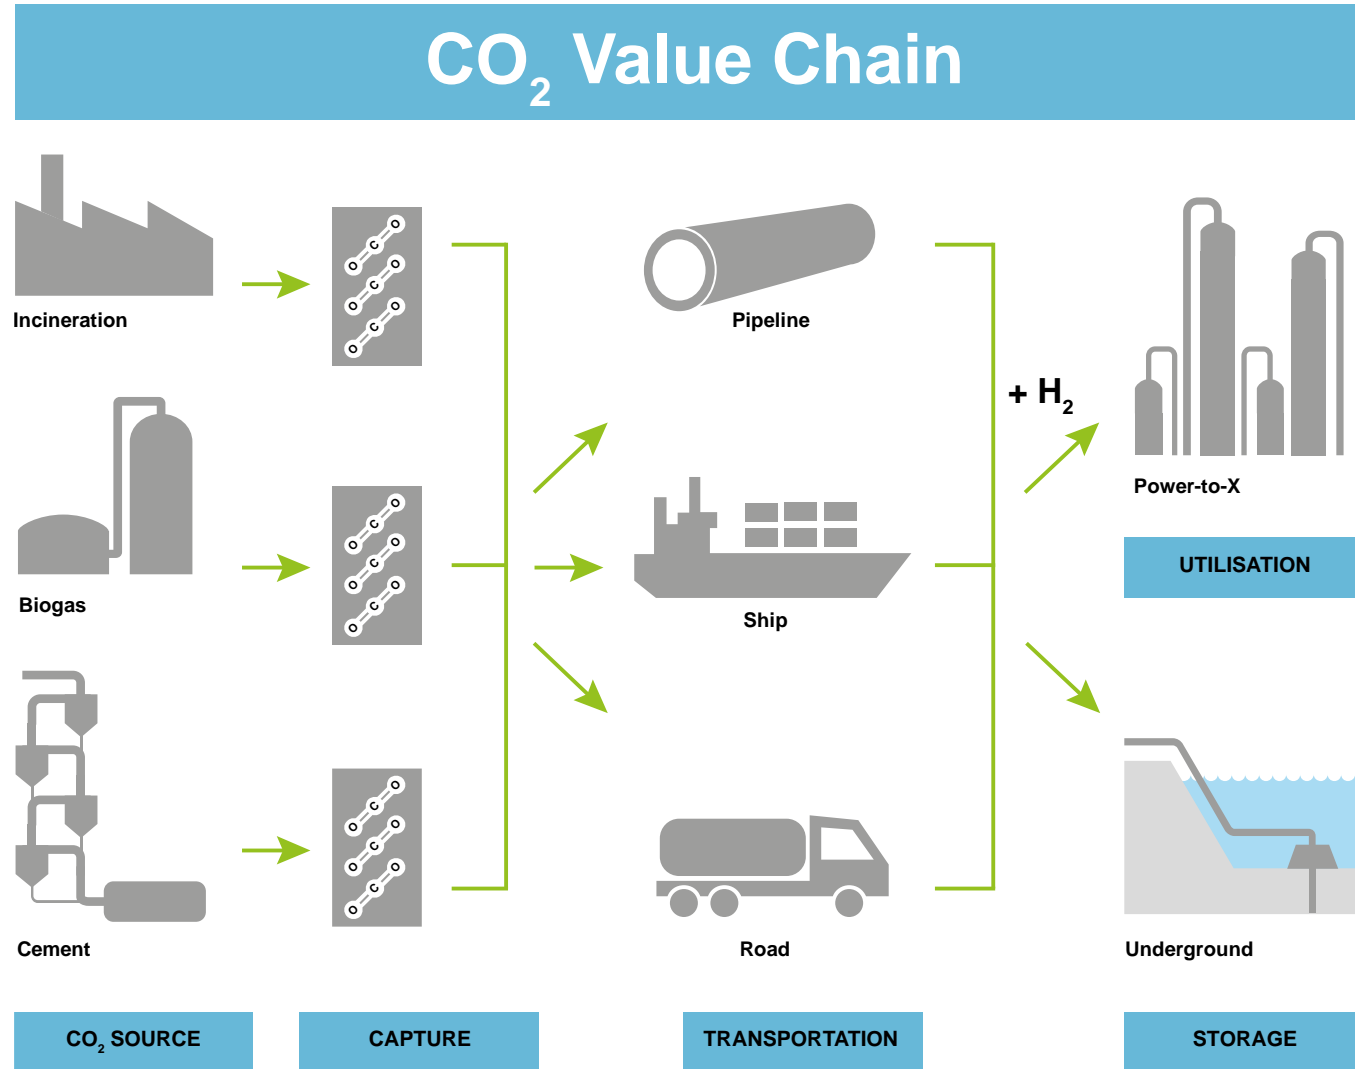 CO₂ Value Chain
Incineration
O C O
O C O
O C O
Pipeline
+ H₂
Power-to-X
UTILISATION
Biogas
O C O
O C O
O C O
Ship
Cement
O C O
O C O
O C O
Road
Underground
CO₂ SOURCE
CAPTURE
TRANSPORTATION
STORAGE